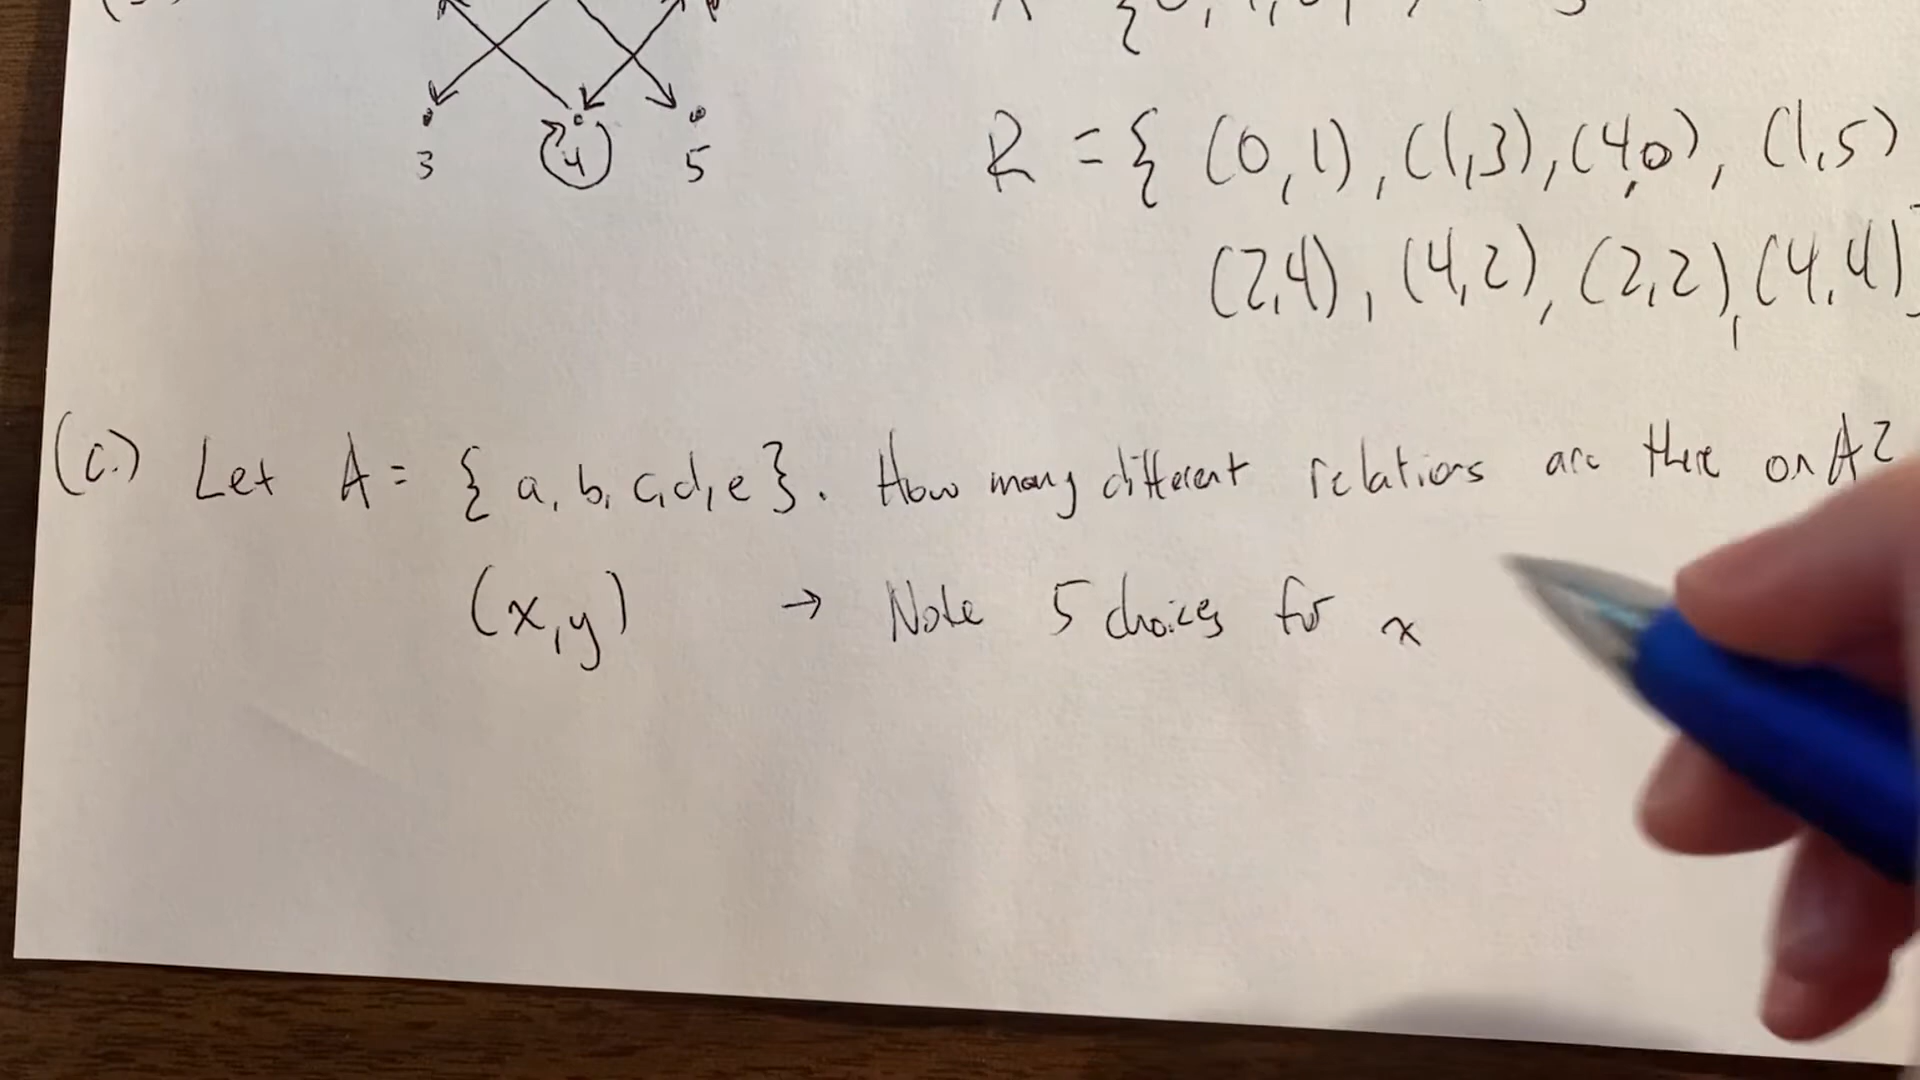 3 4 5
R = { (0,1), (1,3), (4,0), (1,5)
(2,4), (4,2), (2,2), (4,4)
(c.) Let A = { a, b, c, d, e }. How many different relations are there on A?
(x,y) → Note 5 choices for x